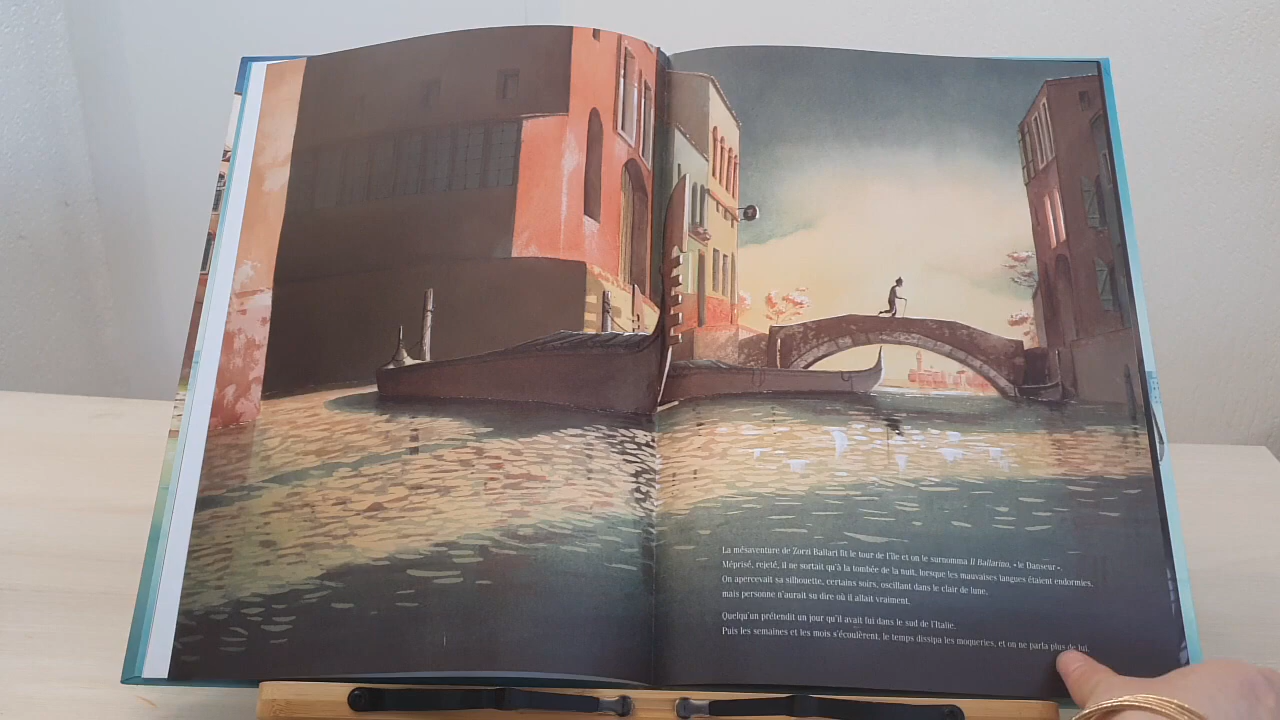 La mésaventure de Zorzi Ballari fit le tour de l'île et on le surnomma Il Ballarino, « le Danseur ».
Méprisé, rejeté, il ne sortait qu'à la tombée de la nuit, lorsque les mauvaises langues étaient endormies.
On apercevait sa silhouette, certains soirs, oscillant dans le clair de lune,
mais personne n'aurait su dire où il allait vraiment.
Quelqu'un prétendit un jour qu'il avait fui dans le sud de l'Italie.
Puis les semaines et les mois s'écoulèrent, le temps dissipa les moqueries, et on ne parla plus de lui.